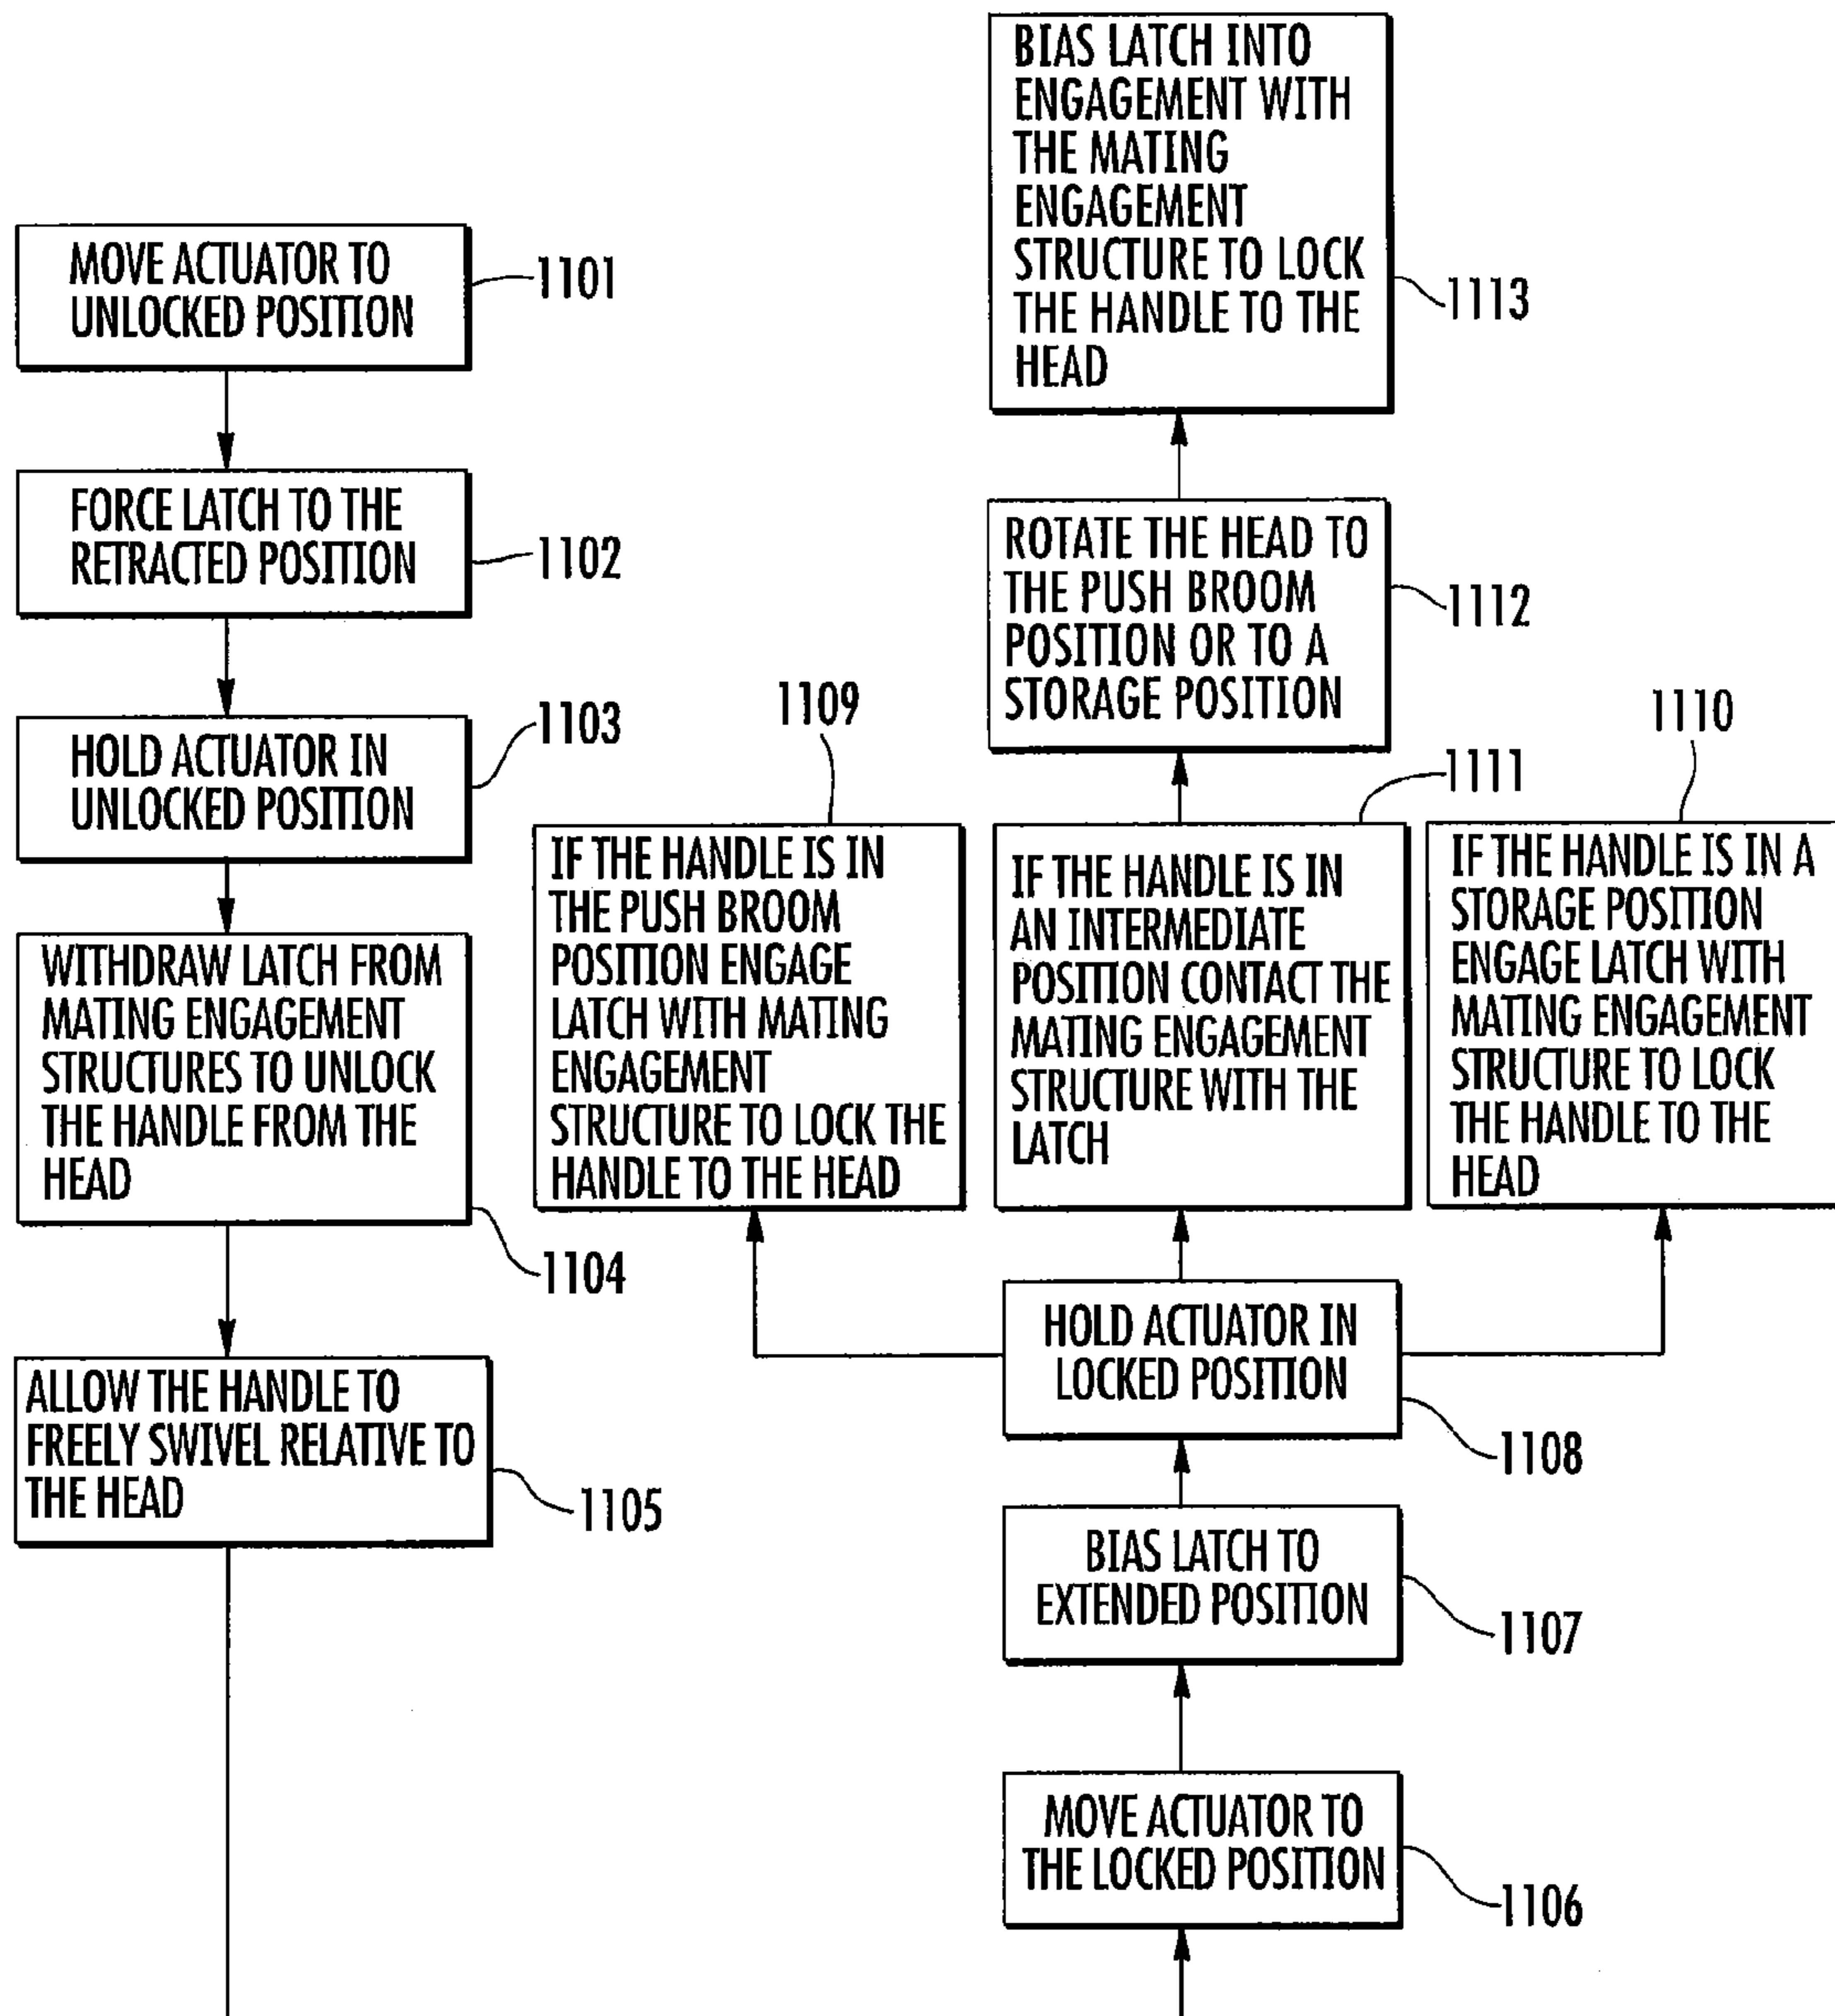 MOVE ACTUATOR TO
UNLOCKED POSITION
1101
FORCE LATCH TO THE
RETRACTED POSITION
1102
HOLD ACTUATOR IN
UNLOCKED POSITION
1103
WITHDRAW LATCH FROM
MATING ENGAGEMENT
STRUCTURES TO UNLOCK
THE HANDLE FROM THE
HEAD
1104
ALLOW THE HANDLE TO
FREELY SWIVEL RELATIVE TO
THE HEAD
1105
MOVE ACTUATOR TO
THE LOCKED POSITION
1106
BIAS LATCH TO
EXTENDED POSITION
1107
HOLD ACTUATOR IN
LOCKED POSITION
1108
1109
IF THE HANDLE IS IN
THE PUSH BROOM
POSITION ENGAGE
LATCH WITH MATING
ENGAGEMENT
STRUCTURE TO LOCK THE
HANDLE TO THE HEAD
1110
IF THE HANDLE IS IN A
STORAGE POSITION
ENGAGE LATCH WITH
MATING ENGAGEMENT
STRUCTURE TO LOCK
THE HANDLE TO THE
HEAD
1111
IF THE HANDLE IS IN
AN INTERMEDIATE
POSITION CONTACT THE
MATING ENGAGEMENT
STRUCTURE WITH THE
LATCH
ROTATE THE HEAD TO
THE PUSH BROOM
POSITION OR TO A
STORAGE POSITION
1112
BIAS LATCH INTO
ENGAGEMENT WITH
THE MATING
ENGAGEMENT
STRUCTURE TO LOCK
THE HANDLE TO THE
HEAD
1113